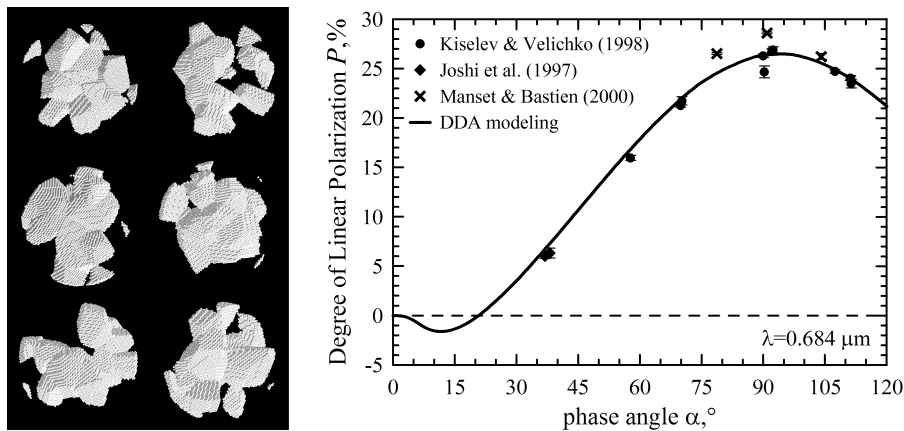 30
25
20
15
10
5
0
-5
Degree of Linear Polarization P,%
Kiselev & Velichko (1998)
Joshi et al. (1997)
Manset & Bastien (2000)
DDA modeling
λ=0.684 μm
0 15 30 45 60 75 90 105 120
phase angle α,°